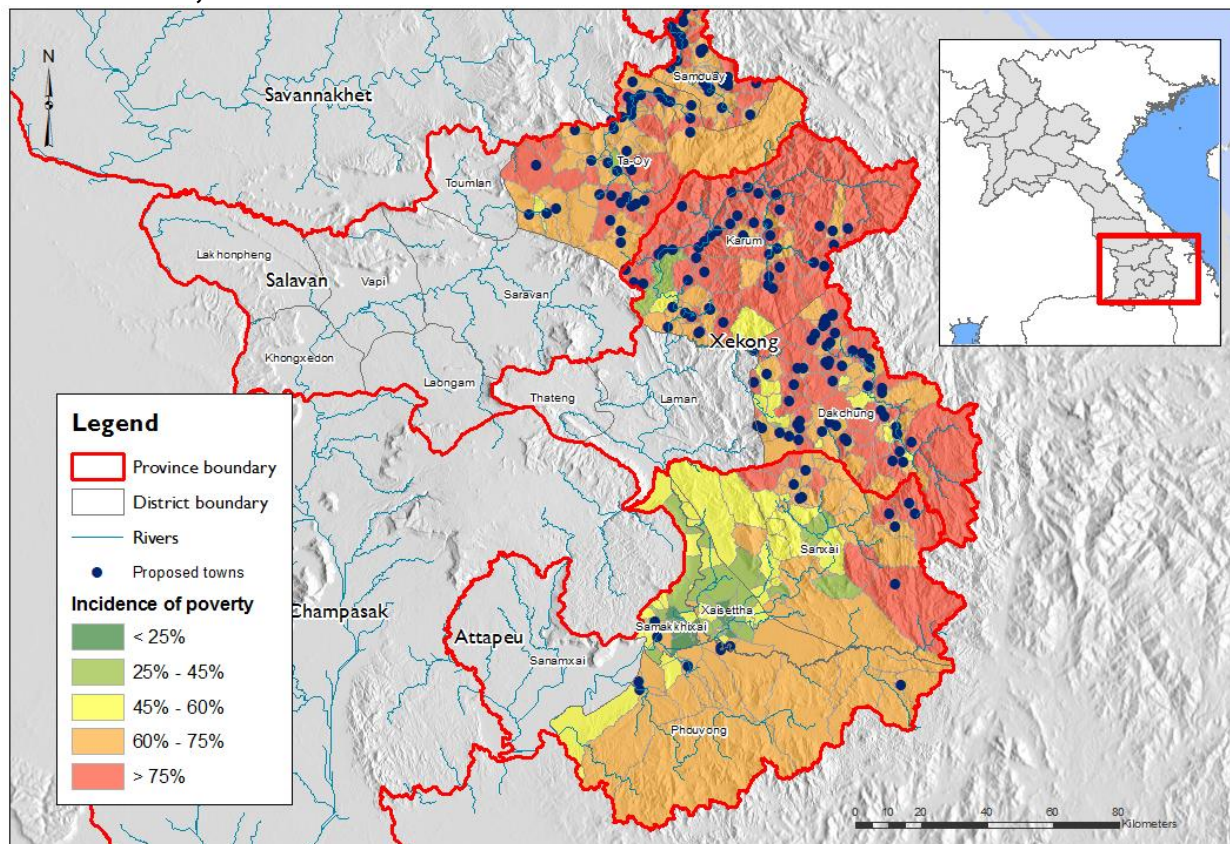 N
Savannakhet
Samouay
Ta-Oy
Toumlan
Karum
Lakhonpheng
Salavan
Vapi
Saravan
Xekong
Khongxedon
Laongam
Thateng
Laman
Dakchung
Sanxai
Xaisettha
Samakkhixai
Champasak
Attapeu
Sanamxai
Phouvong
Legend
Province boundary
District boundary
Rivers
Proposed towns
Incidence of poverty
< 25%
25% - 45%
45% - 60%
60% - 75%
> 75%
0 10 20 40 60 80
Kilometers